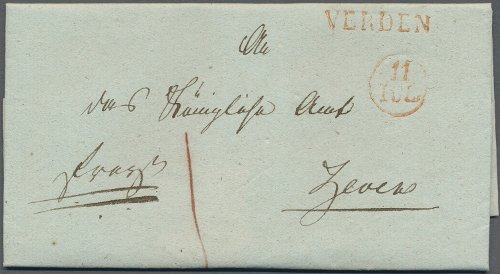 VERDEN
11
JUL
An
das Königliche Amt
Zeven